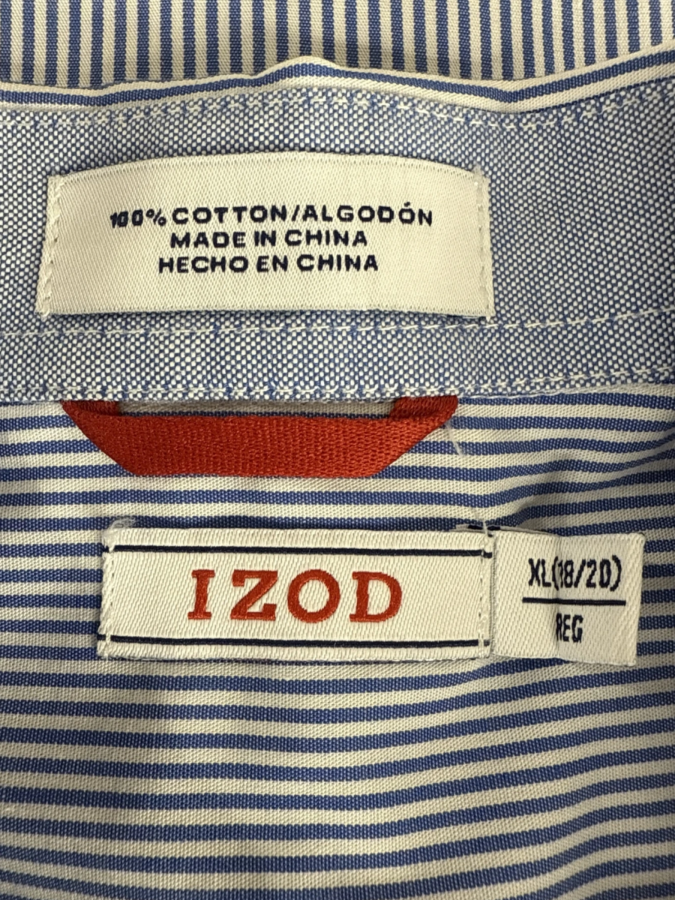 100% COTTON/ALGODÓN
MADE IN CHINA
HECHO EN CHINA
IZOD
XL(18/20)
REG